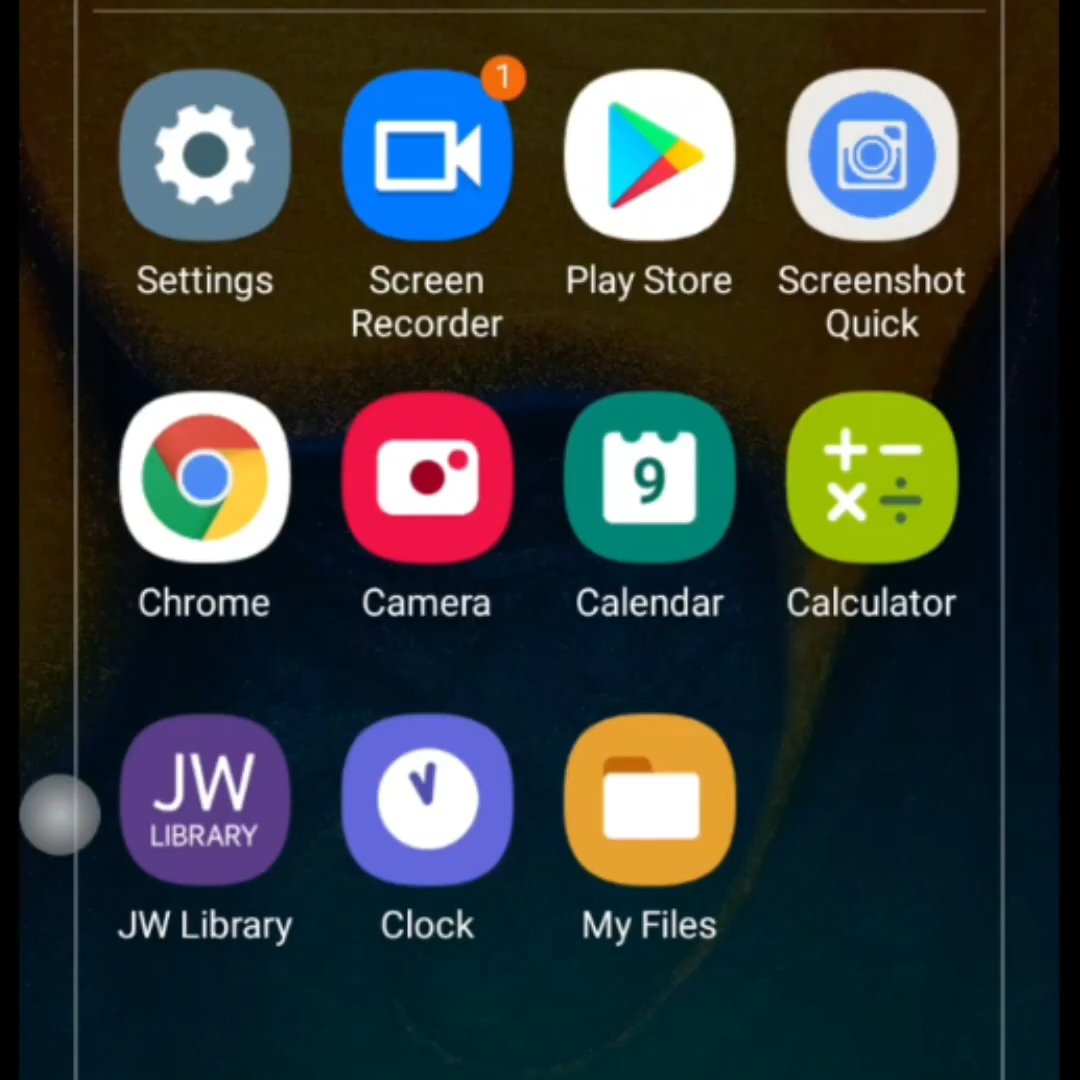 1
Settings
Screen
Recorder
Play Store
Screenshot
Quick
9
Chrome
Camera
Calendar
Calculator
JW
LIBRARY
JW Library
Clock
My Files